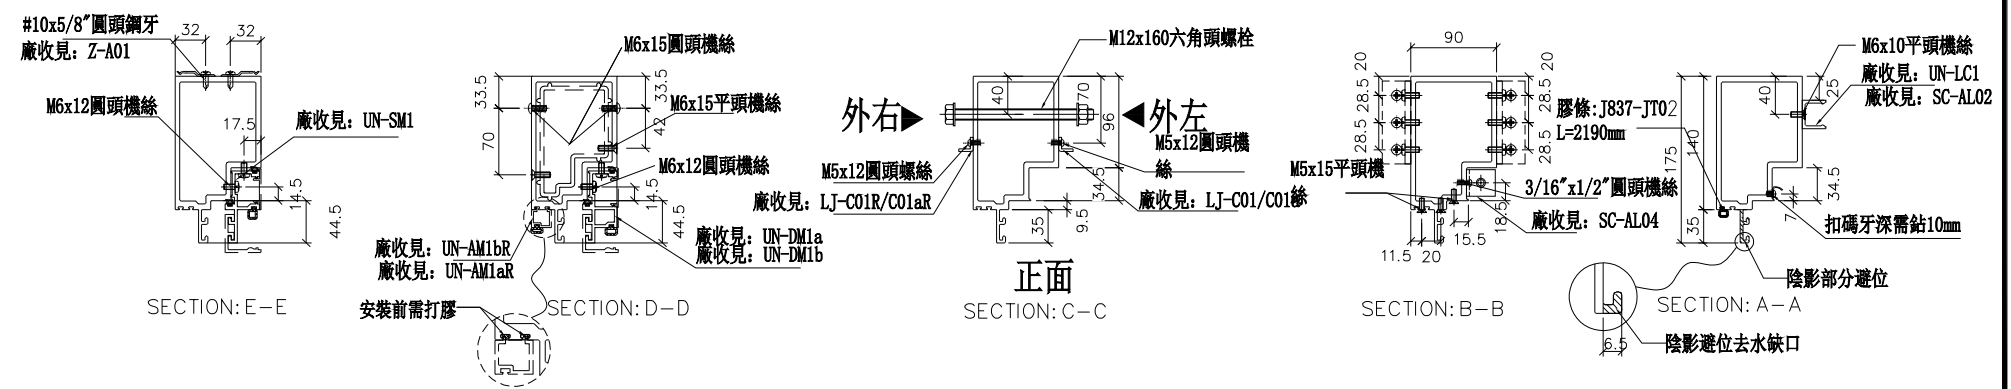 #10x5/8"圓頭鋼牙
廠收見: Z-A01
32
32
M6x12圓頭機絲
17.5
廠收見: UN-SM1
14.5
44.5
SECTION: E-E
M6x15圓頭機絲
33.5
70
33.5
42
M6x15平頭機絲
M6x12圓頭機絲
14.5
44.5
廠收見: UN-AM1bR
廠收見: UN-AM1aR
廠收見: UN-DM1a
廠收見: UN-DM1b
安裝前需打膠
SECTION: D-D
M12x160六角頭螺栓
40
70
96
外右
外左
M5x12圓頭螺絲
廠收見: LJ-C01R/C01aR
M5x12圓頭機
絲
廠收見: LJ-C01/C01a
34.5
35
9.5
正面
SECTION: C-C
90
20
28.5
28.5
20
28.5
28.5
M5x15平頭機
絲
3/16"x1/2"圓頭機絲
18.5
15.5
廠收見: SC-AL04
11.5
20
SECTION: B-B
膠條: J837-JT02
L=2190mm
M6x10平頭機絲
廠收見: UN-LC1
廠收見: SC-AL02
40
25
140
175
35
34.5
7
扣碼牙深需鉆10mm
陰影部分避位
SECTION: A-A
陰影避位去水缺口
6.5